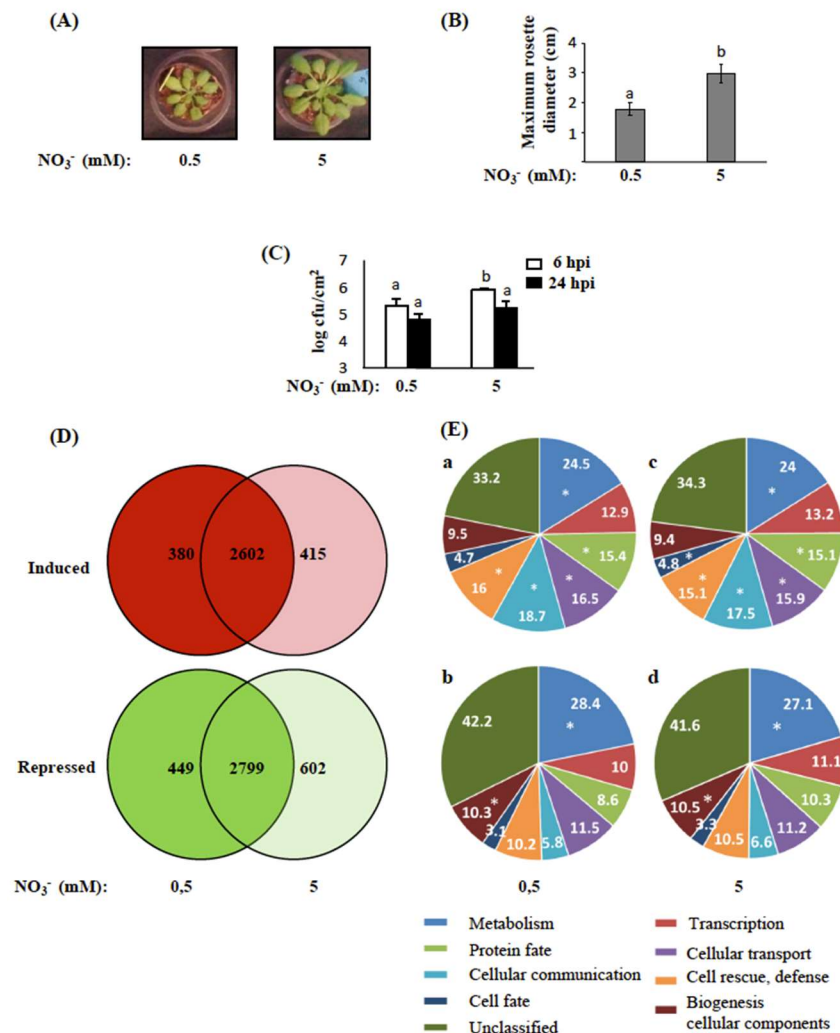 (A)
NO₃⁻ (mM): 0.5 5
(B)
Maximum rosette
diameter (cm)
4
3
2
1
a
b
NO₃⁻ (mM): 0.5 5
(C)
log cfu/cm²
7
6
5
4
3
a a b a
6 hpi
24 hpi
NO₃⁻ (mM): 0.5 5
(D)
Induced
380 2602 415
Repressed
449 2799 602
NO₃⁻ (mM): 0,5 5
(E)
a
24.5
*
12.9
* 15.4
*
16.5
*
18.7
*
16
4.7
9.5
33.2
c
24
*
13.2
* 15.1
*
15.9
*
17.5
*
15.1
4.8 *
9.4
34.3
b
28.4
*
10
8.6
11.5
5.8
10.2
3.1
10.3 *
42.2
d
27.1
*
11.1
10.3
11.2
6.6
10.5
3.3
10.5 *
41.6
0,5 5
Metabolism
Protein fate
Cellular communication
Cell fate
Unclassified
Transcription
Cellular transport
Cell rescue, defense
Biogenesis
cellular components